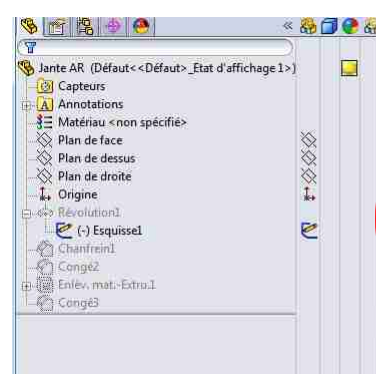 Jante AR (Défaut<<Défaut>_Etat d'affichage 1>)
Capteurs
Annotations
Matériau <non spécifié>
Plan de face
Plan de dessus
Plan de droite
Origine
Révolution1
(-) Esquisse1
Chanfrein1
Congé2
Enlèv. mat.-Extru.1
Congé3